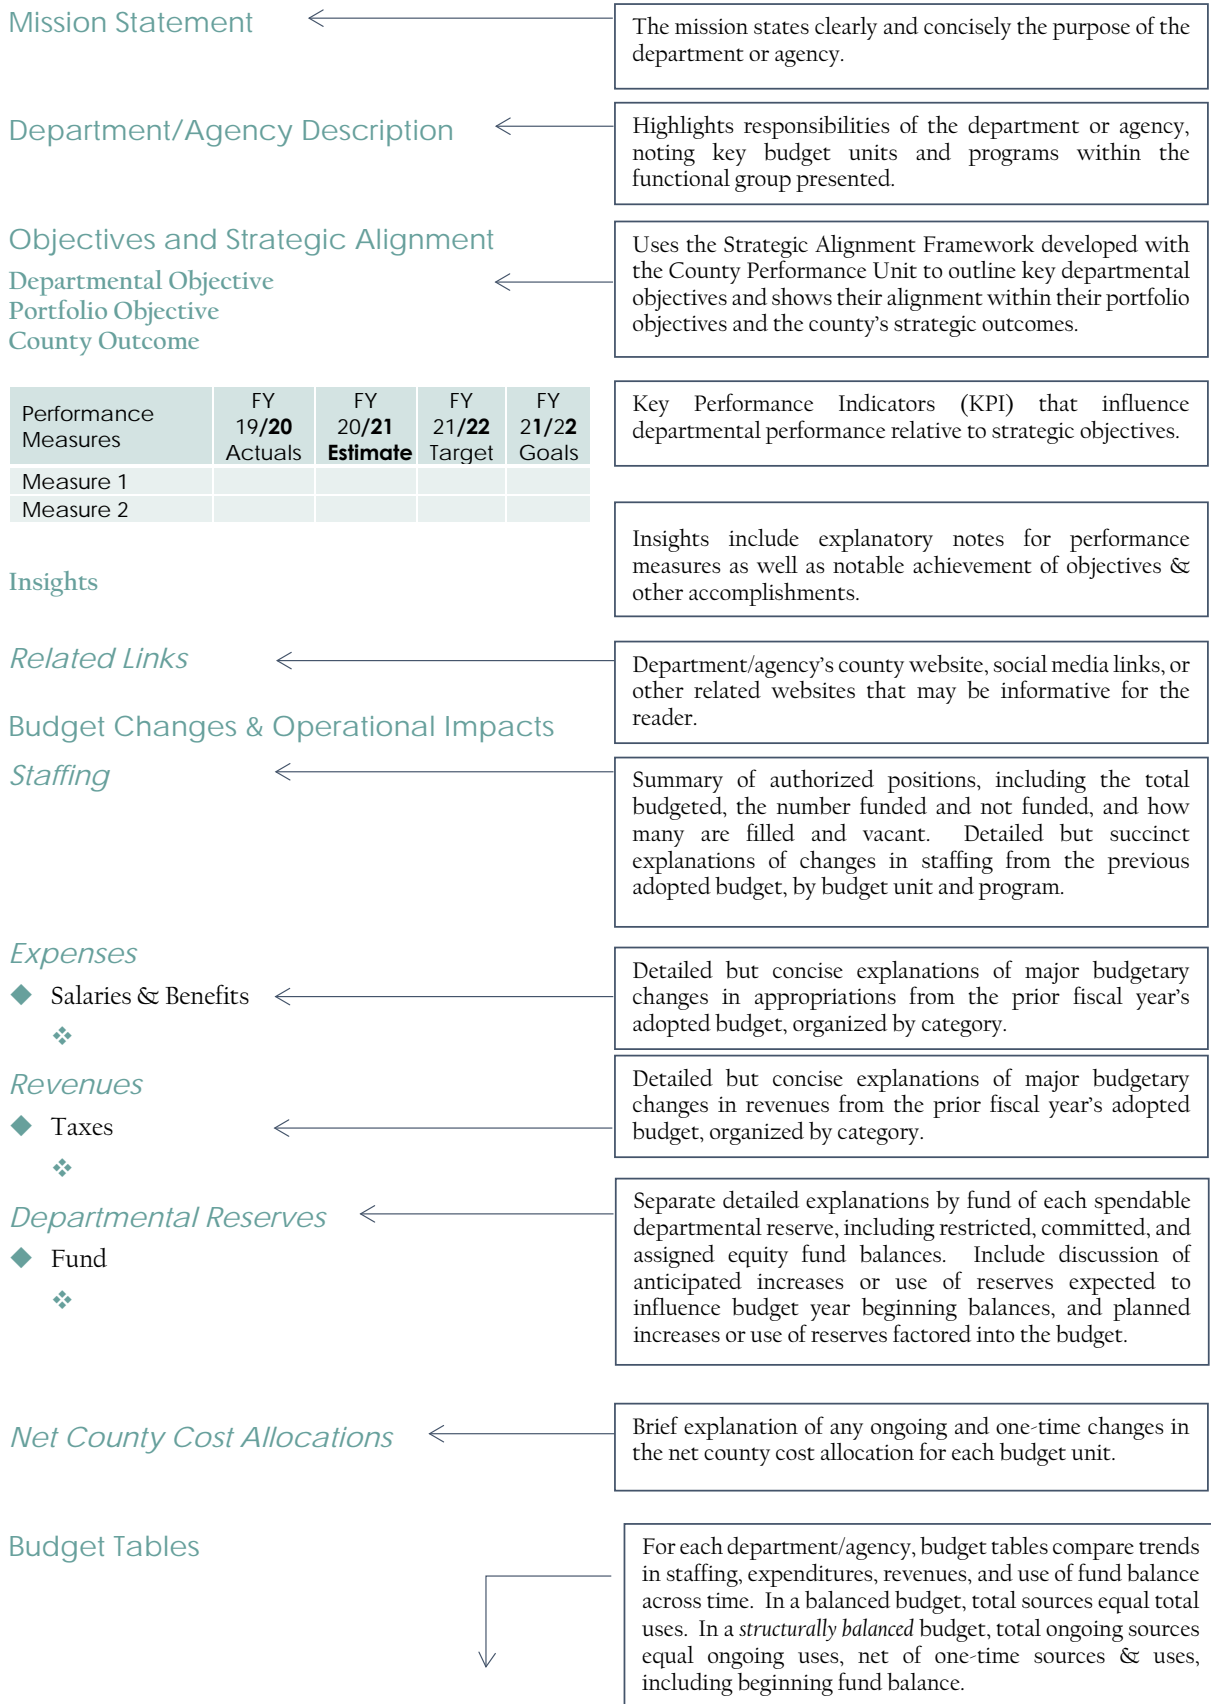 Mission Statement
The mission states clearly and concisely the purpose of the
department or agency.
Department/Agency Description
Highlights responsibilities of the department or agency,
noting key budget units and programs within the
functional group presented.
Objectives and Strategic Alignment
Departmental Objective
Portfolio Objective
County Outcome
Uses the Strategic Alignment Framework developed with
the County Performance Unit to outline key departmental
objectives and shows their alignment within their portfolio
objectives and the county's strategic outcomes.
Performance
Measures
FY
19/20
Actuals
FY
20/21
Estimate
FY
21/22
Target
FY
21/22
Goals
Measure 1
Measure 2
Key Performance Indicators (KPI) that influence
departmental performance relative to strategic objectives.
Insights
Insights include explanatory notes for performance
measures as well as notable achievement of objectives &
other accomplishments.
Related Links
Department/agency's county website, social media links, or
other related websites that may be informative for the
reader.
Budget Changes & Operational Impacts
Staffing
Summary of authorized positions, including the total
budgeted, the number funded and not funded, and how
many are filled and vacant. Detailed but succinct
explanations of changes in staffing from the previous
adopted budget, by budget unit and program.
Expenses
Salaries & Benefits
Detailed but concise explanations of major budgetary
changes in appropriations from the prior fiscal year's
adopted budget, organized by category.
Revenues
Taxes
Detailed but concise explanations of major budgetary
changes in revenues from the prior fiscal year's adopted
budget, organized by category.
Departmental Reserves
Fund
Separate detailed explanations by fund of each spendable
departmental reserve, including restricted, committed, and
assigned equity fund balances. Include discussion of
anticipated increases or use of reserves expected to
influence budget year beginning balances, and planned
increases or use of reserves factored into the budget.
Net County Cost Allocations
Brief explanation of any ongoing and one-time changes in
the net county cost allocation for each budget unit.
Budget Tables
For each department/agency, budget tables compare trends
in staffing, expenditures, revenues, and use of fund balance
across time. In a balanced budget, total sources equal total
uses. In a structurally balanced budget, total ongoing sources
equal ongoing uses, net of one-time sources & uses,
including beginning fund balance.